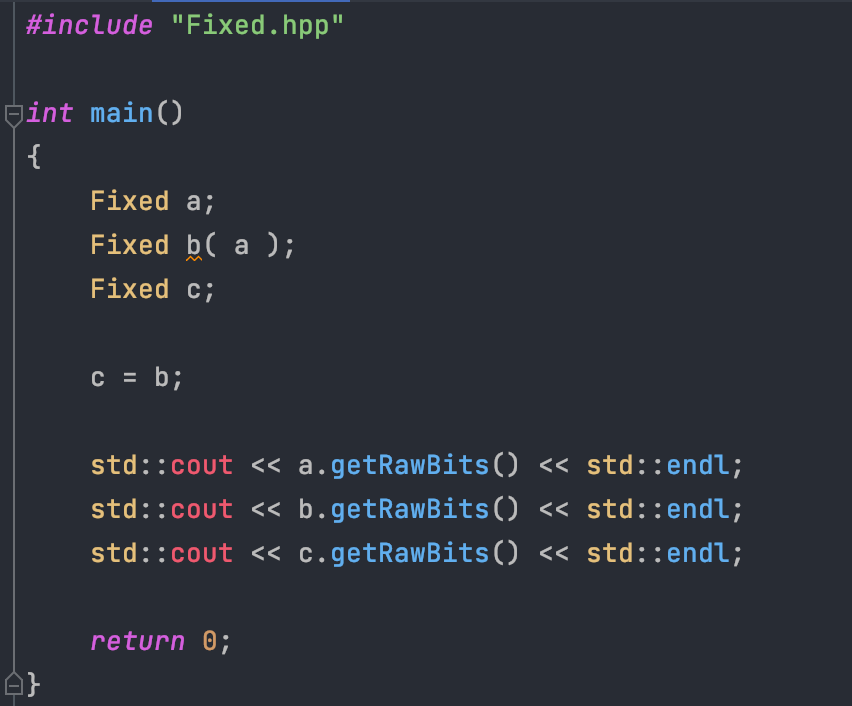 #include "Fixed.hpp"
int main()
{
Fixed a;
Fixed b( a );
Fixed c;
c = b;
std::cout << a.getRawBits() << std::endl;
std::cout << b.getRawBits() << std::endl;
std::cout << c.getRawBits() << std::endl;
return 0;
}